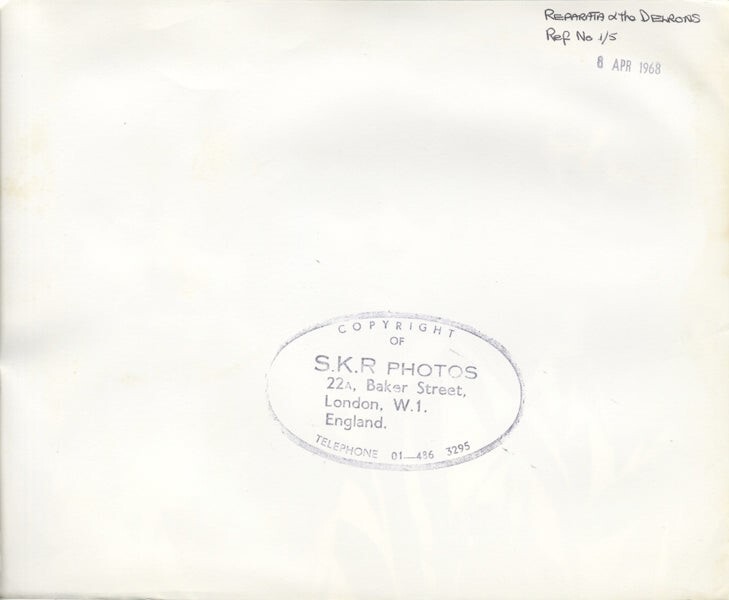 REPARATA & the DELRONS
Ref No 1/5
8 APR 1968
COPYRIGHT
OF
S.K.R PHOTOS
22A, Baker Street,
London, W.1.
England.
TELEPHONE 01—486 3295